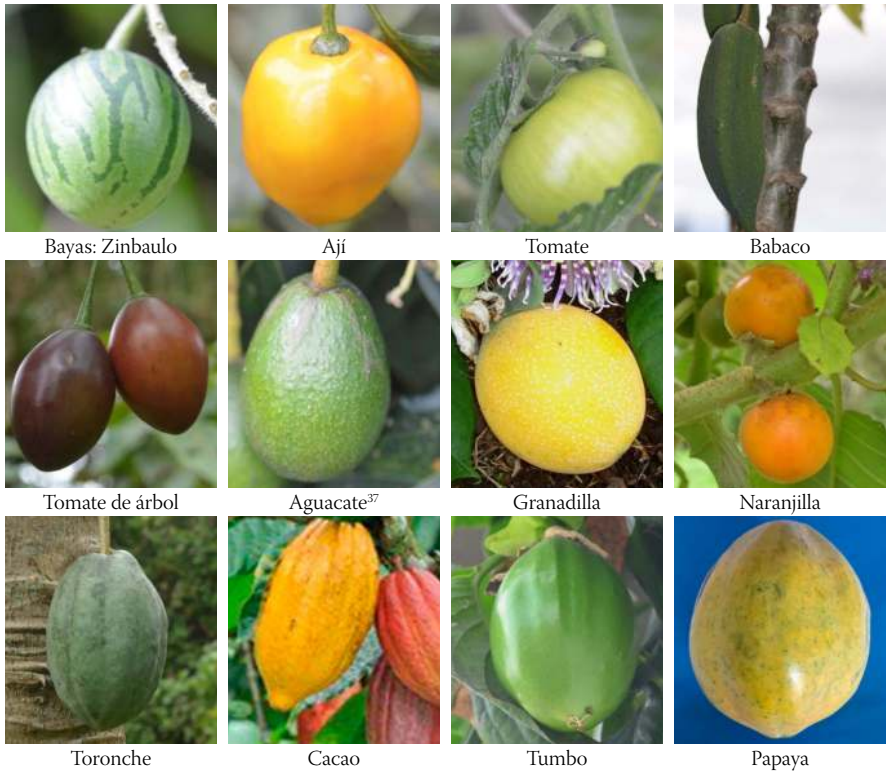 Bayas: Zinbaulo
Ají
Tomate
Babaco
Tomate de árbol
Aguacate³⁷
Granadilla
Naranjilla
Toronche
Cacao
Tumbo
Papaya